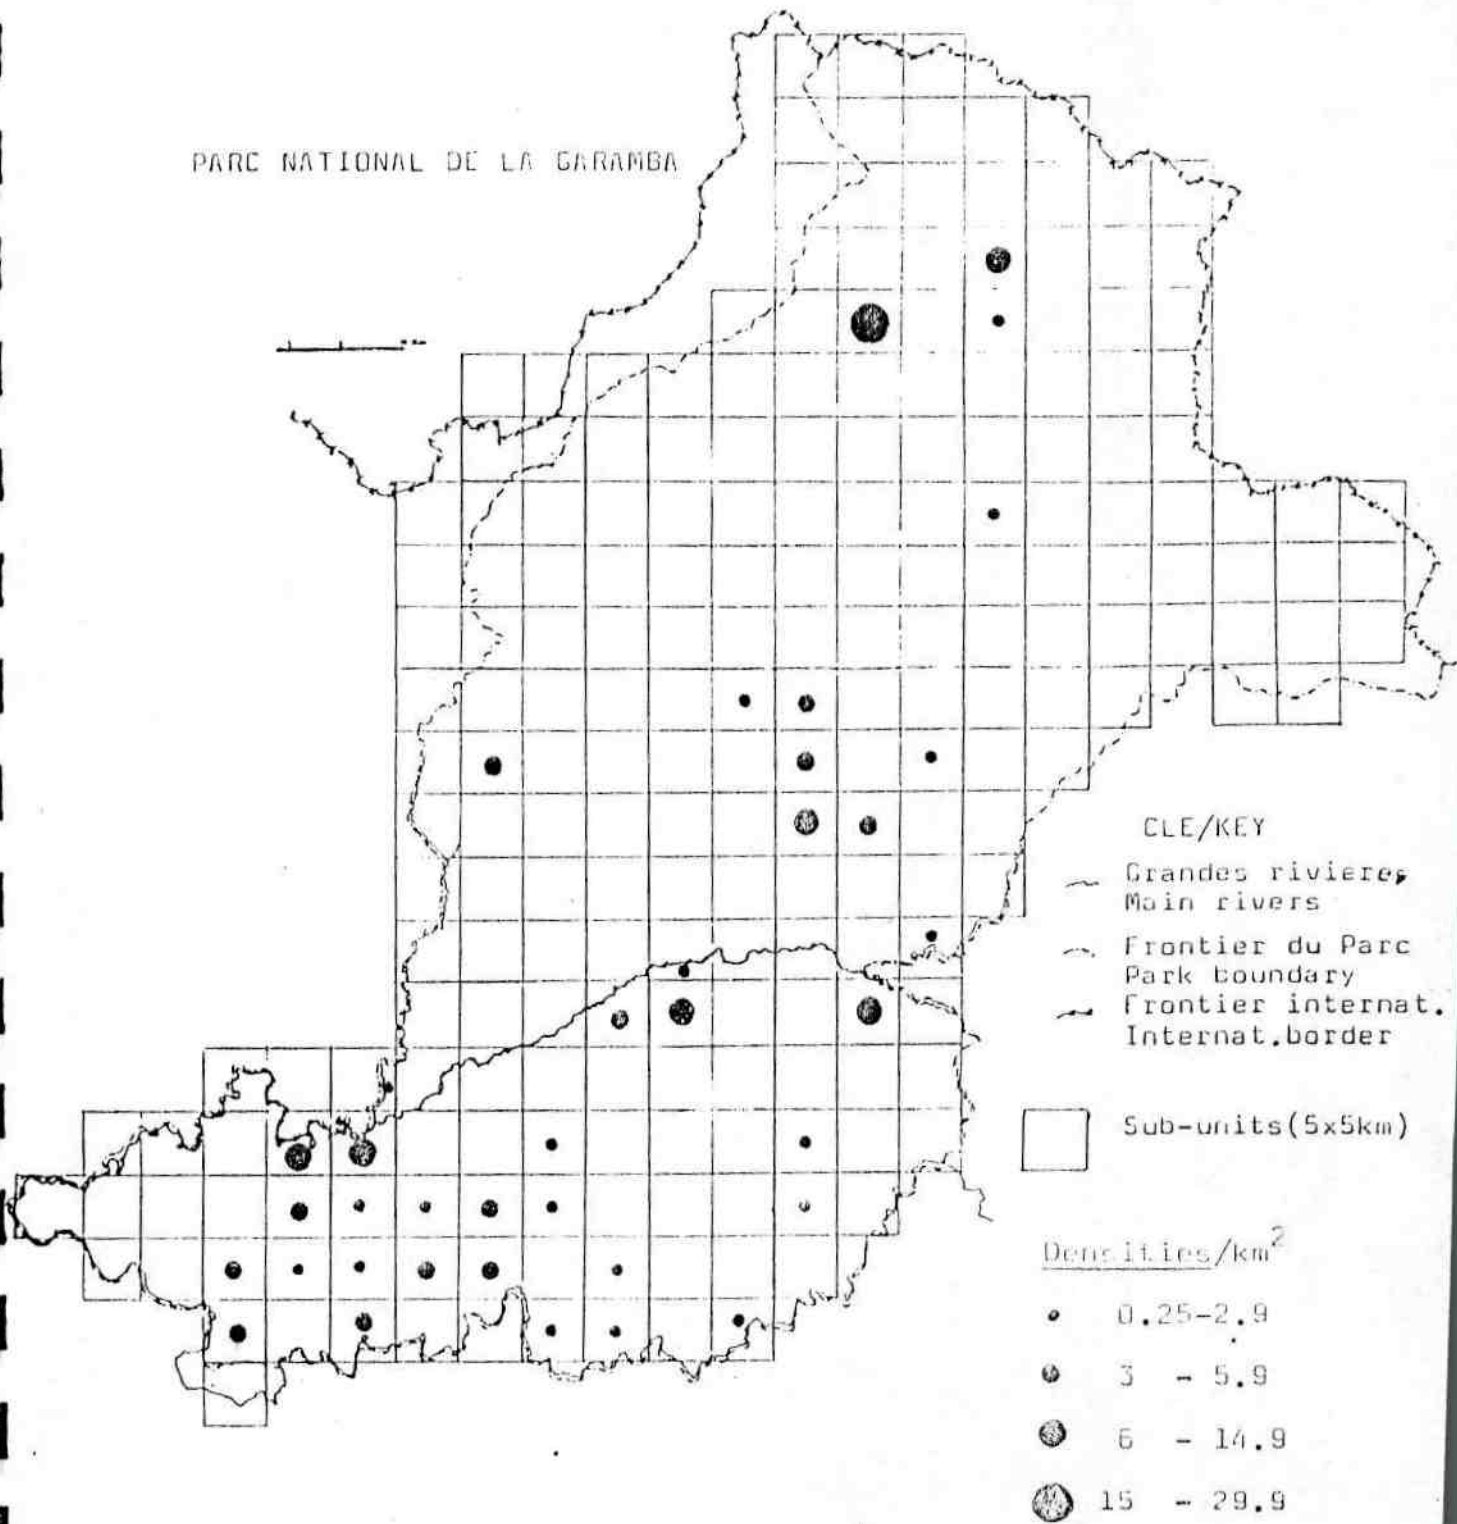 PARC NATIONAL DE LA GARAMBA
CLE/KEY
Grandes rivieres
Main rivers
Frontier du Parc
Park boundary
Frontier internat.
Internat.border
Sub-units(5x5km)
Densities/km²
0.25-2.9
3 - 5.9
6 - 14.9
15 - 29.9